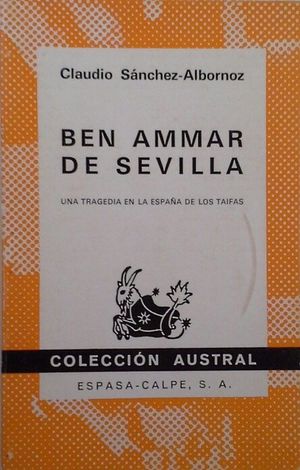 Claudio Sánchez-Albornoz
BEN AMMAR
DE SEVILLA
UNA TRAGEDIA EN LA ESPAÑA DE LOS TAIFAS
COLECCIÓN AUSTRAL
ESPASA-CALPE, S. A.